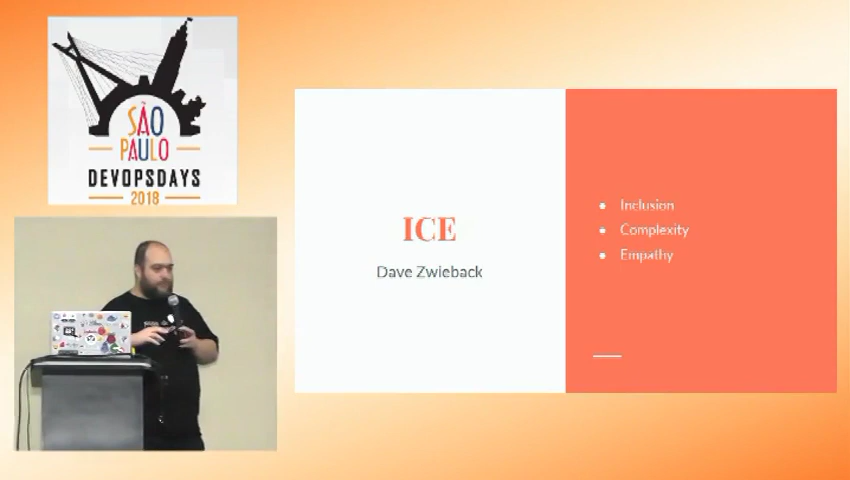 SÃO
PAULO
DEVOPSDAYS
2018
ICE
Dave Zwieback
Inclusion
Complexity
Empathy